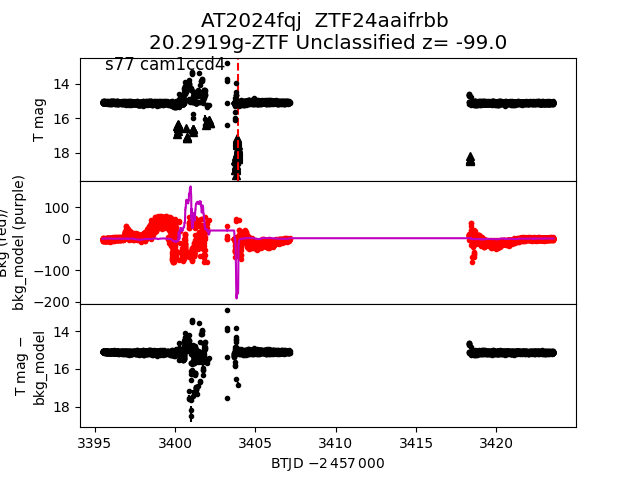 AT2024fqj  ZTF24aaifrbb
20.2919g-ZTF Unclassified z= -99.0
s77 cam1ccd4
14
16
18
T mag
100
0
−100
−200
Bkg (red)/
bkg_model (purple)
14
16
18
T mag −
bkg_model
3395 3400 3405 3410 3415 3420
BTJD −2 457 000